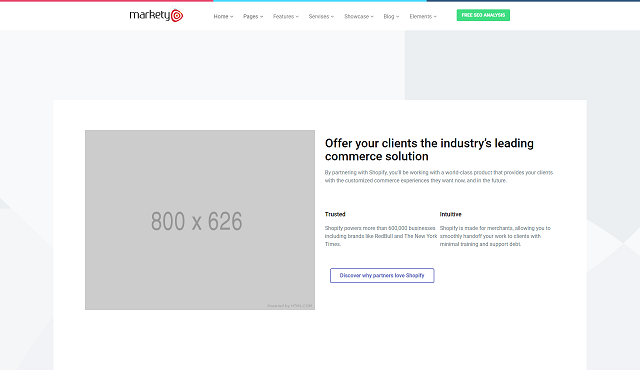 markety
Home Pages Features Services Showcase Blog Elements
FREE SEO ANALYSIS
800 x 626
Powered by HTML.COM
Offer your clients the industry's leading
commerce solution
By partnering with Shopify, you'll be working with a world-class product that provides your clients
with the customized commerce experiences they want now, and in the future.
Trusted
Shopify powers more than 600,000 businesses
including brands like RedBull and The New York
Times.
Intuitive
Shopify is made for merchants, allowing you to
smoothly handoff your work to clients with
minimal training and support debt.
Discover why partners love Shopify